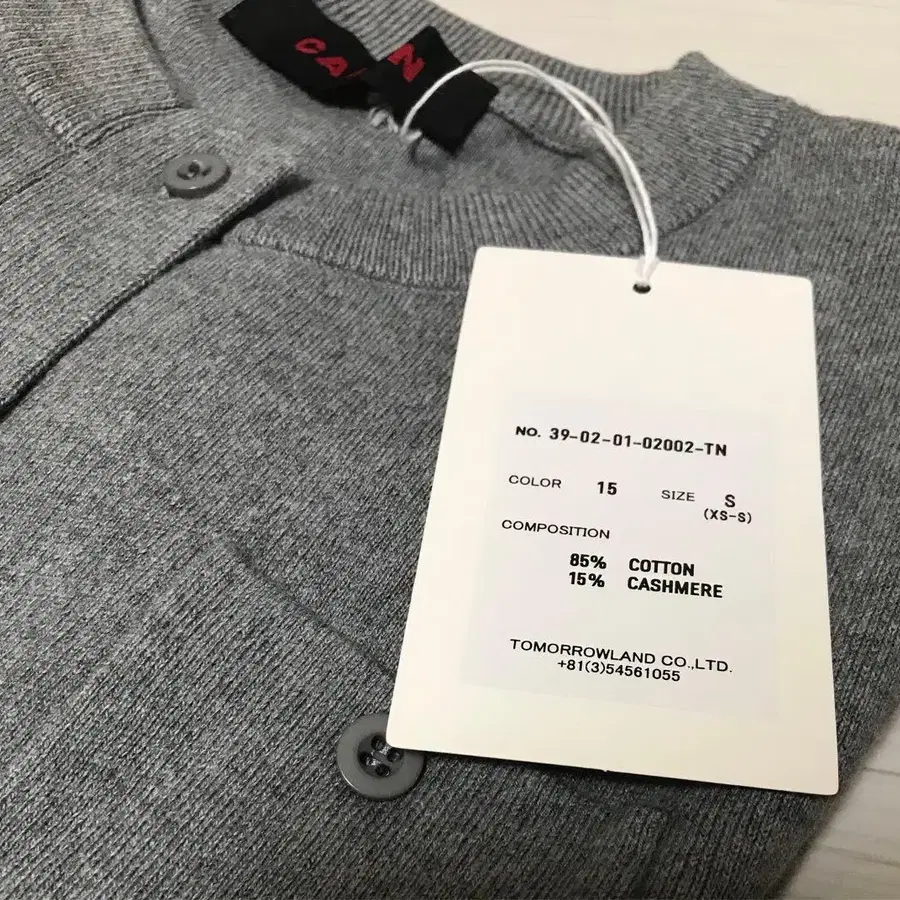 CA N
NO. 39-02-01-02002-TN
COLOR 15 SIZE S
(XS-S)
COMPOSITION
85% COTTON
15% CASHMERE
TOMORROWLAND CO.,LTD.
+81(3)54561055